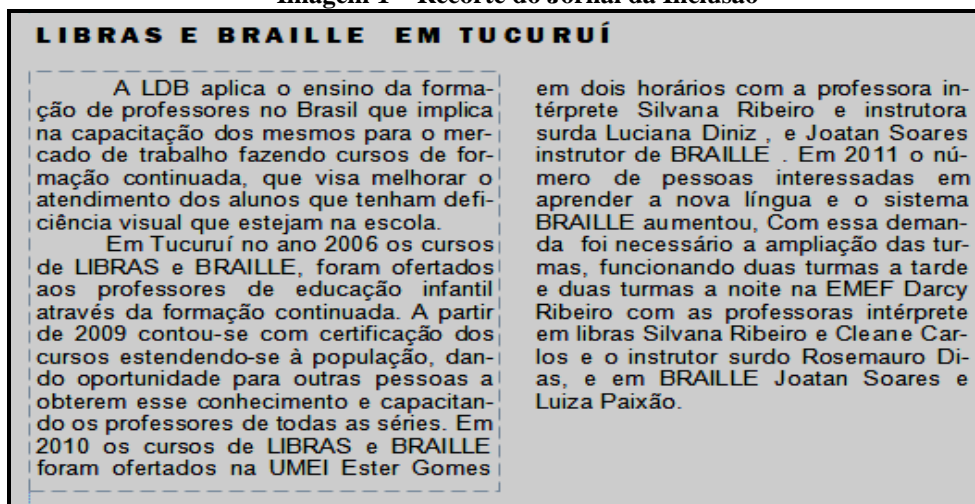 Imagem 1 – Recorte do Jornal da Inclusão
LIBRAS E BRAILLE EM TUCURUÍ
A LDB aplica o ensino da forma-
ção de professores no Brasil que implica
na capacitação dos mesmos para o mer-
cado de trabalho fazendo cursos de for-
mação continuada, que visa melhorar o
atendimento dos alunos que tenham defi-
ciência visual que estejam na escola.
Em Tucuruí no ano 2006 os cursos
de LIBRAS e BRAILLE, foram ofertados
aos professores de educação infantil
através da formação continuada. A partir
de 2009 contou-se com certificação dos
cursos estendendo-se à população, dan-
do oportunidade para outras pessoas a
obterem esse conhecimento e capacitan-
do os professores de todas as séries. Em
2010 os cursos de LIBRAS e BRAILLE
foram ofertados na UMEI Ester Gomes
em dois horários com a professora in-
térprete Silvana Ribeiro e instrutora
surda Luciana Diniz , e Joatan Soares
instrutor de BRAILLE . Em 2011 o nú-
mero de pessoas interessadas em
aprender a nova língua e o sistema
BRAILLE aumentou, Com essa deman-
da foi necessário a ampliação das tur-
mas, funcionando duas turmas a tarde
e duas turmas a noite na EMEF Darcy
Ribeiro com as professoras intérprete
em libras Silvana Ribeiro e Cleane Car-
los e o instrutor surdo Rosemauro Di-
as, e em BRAILLE Joatan Soares e
Luiza Paixão.